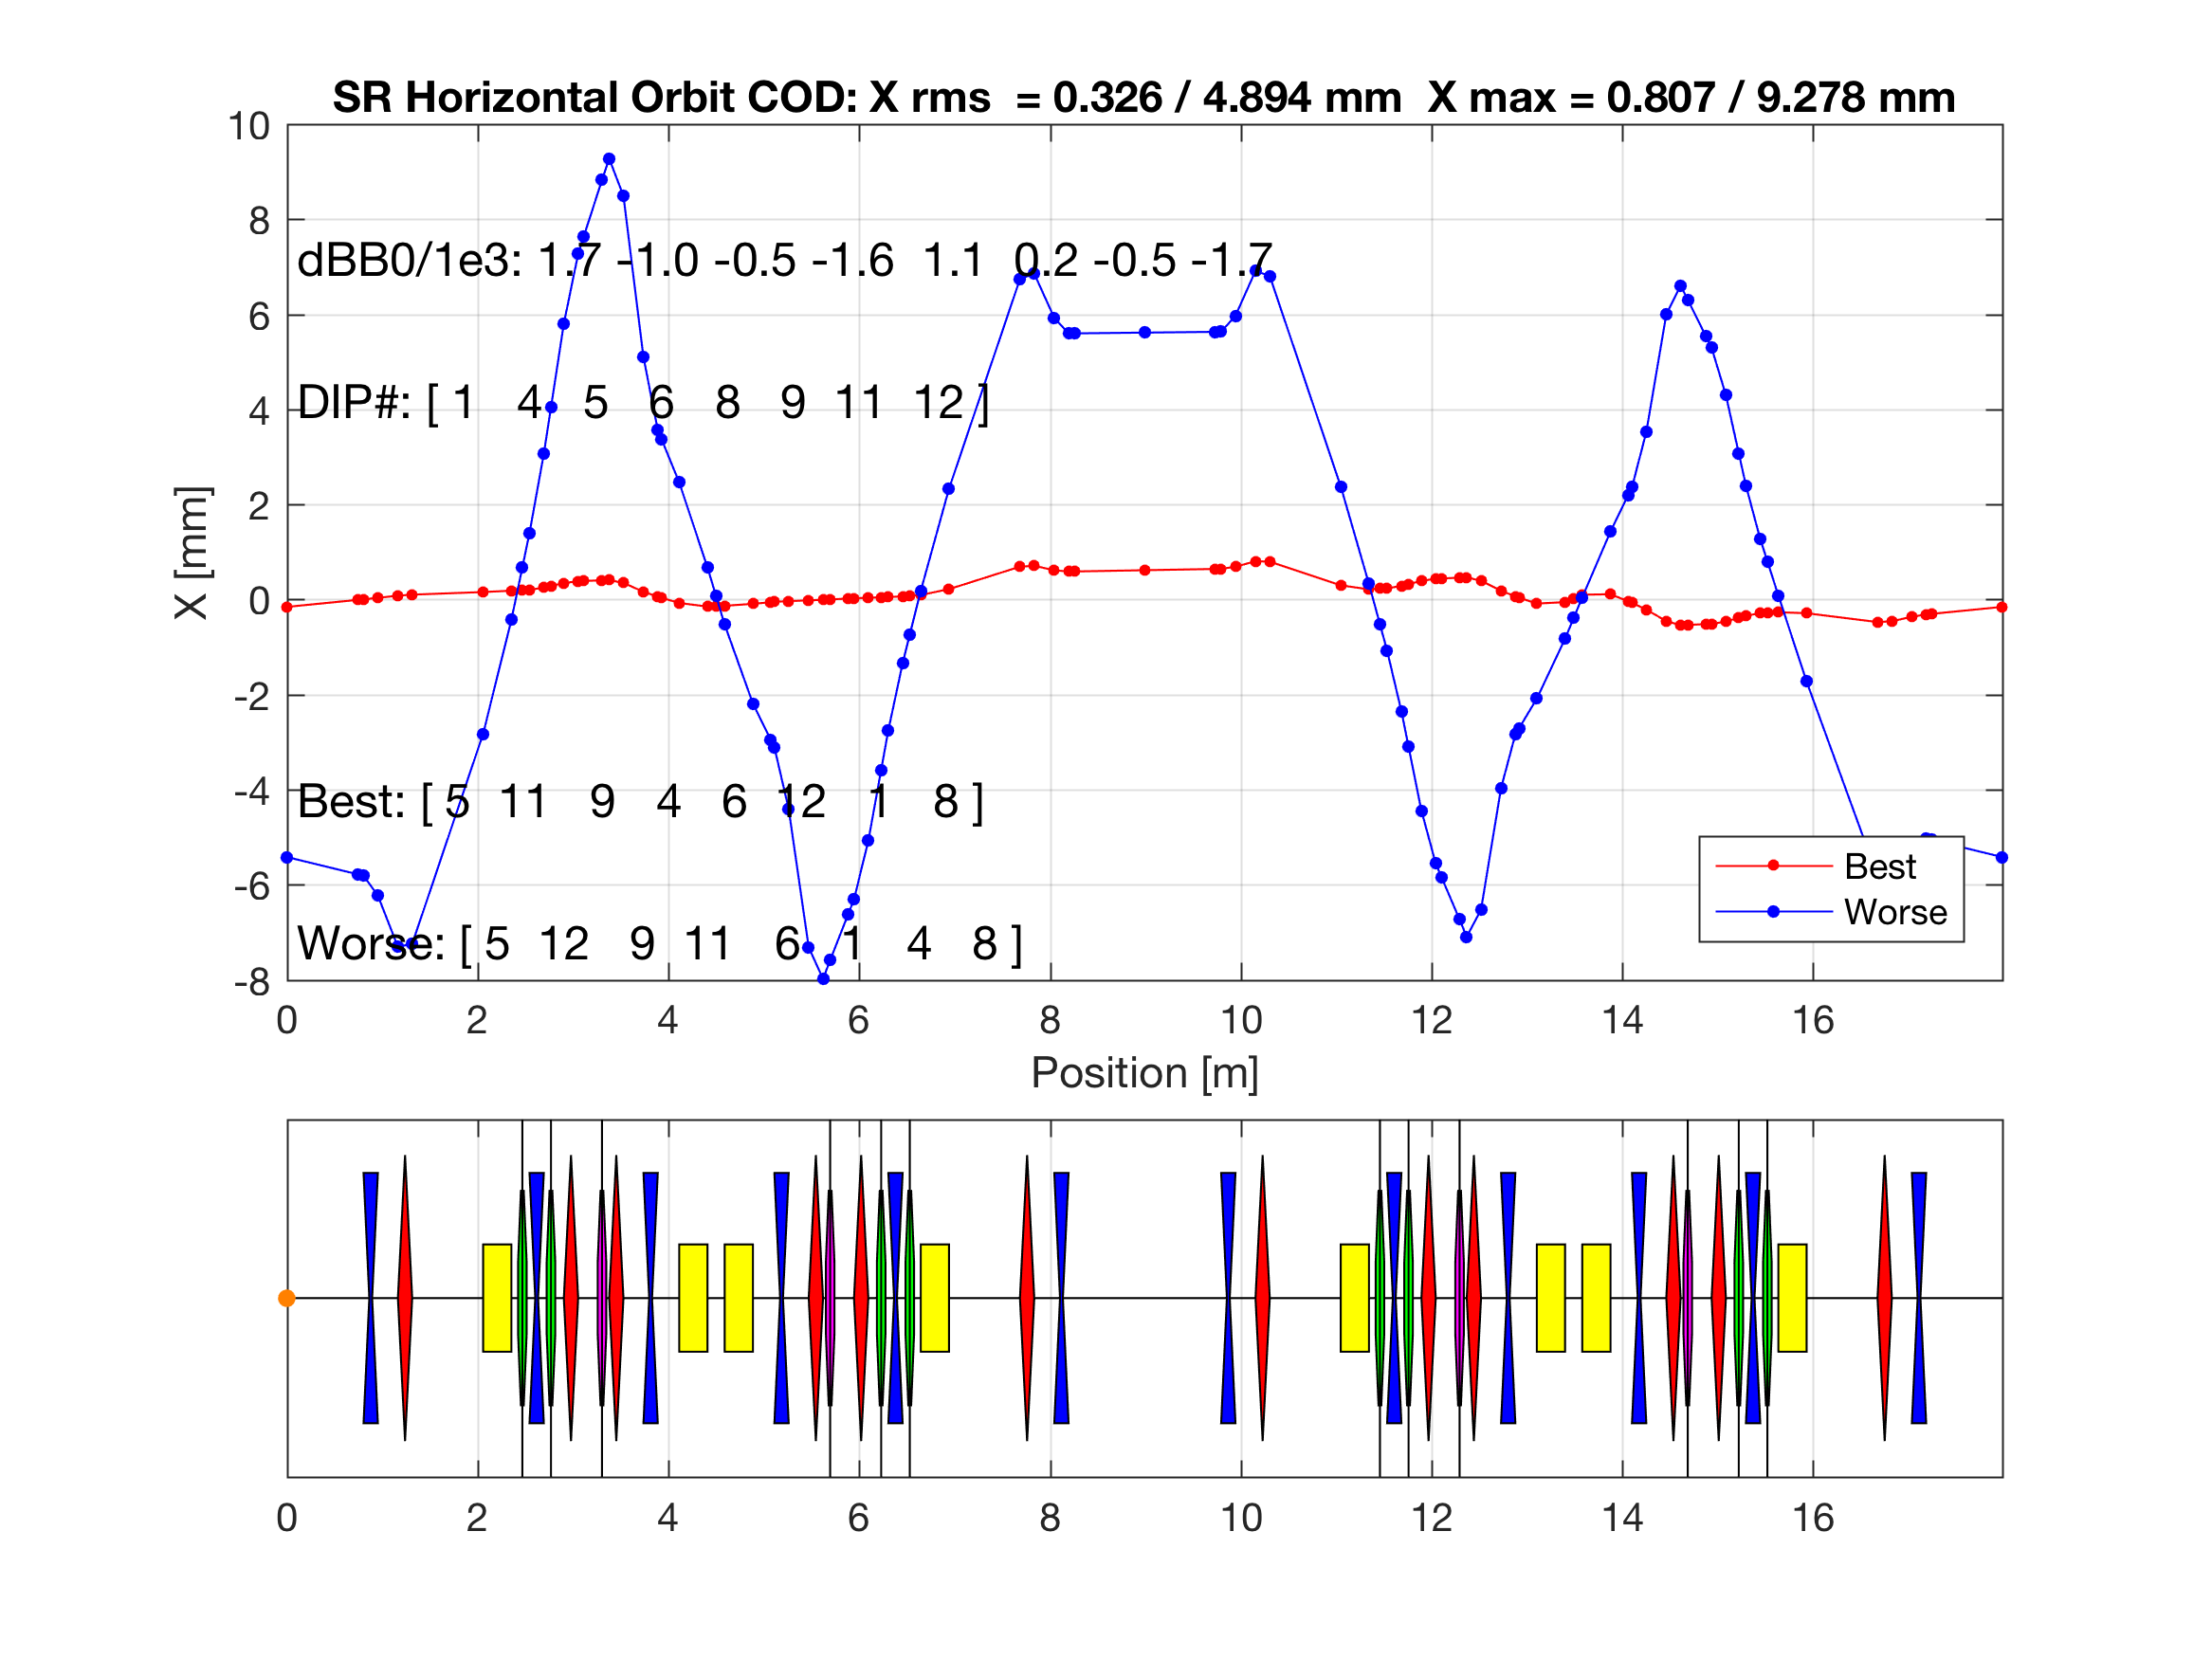 SR Horizontal Orbit COD: X rms = 0.326 / 4.894 mm X max = 0.807 / 9.278 mm
10
8
dBB0/1e3: 1.7 -1.0 -0.5 -1.6 1.1 0.2 -0.5 -1.7
6
DIP#: [ 1 4 5 6 8 9 11 12 ]
4
2
X [mm]
0
-2
-4
Best: [ 5 11 9 4 6 12 1 8 ]
-6
Best
Worse
Worse: [ 5 12 9 11 6 1 4 8 ]
-8
0 2 4 6 8 10 12 14 16
Position [m]
0 2 4 6 8 10 12 14 16